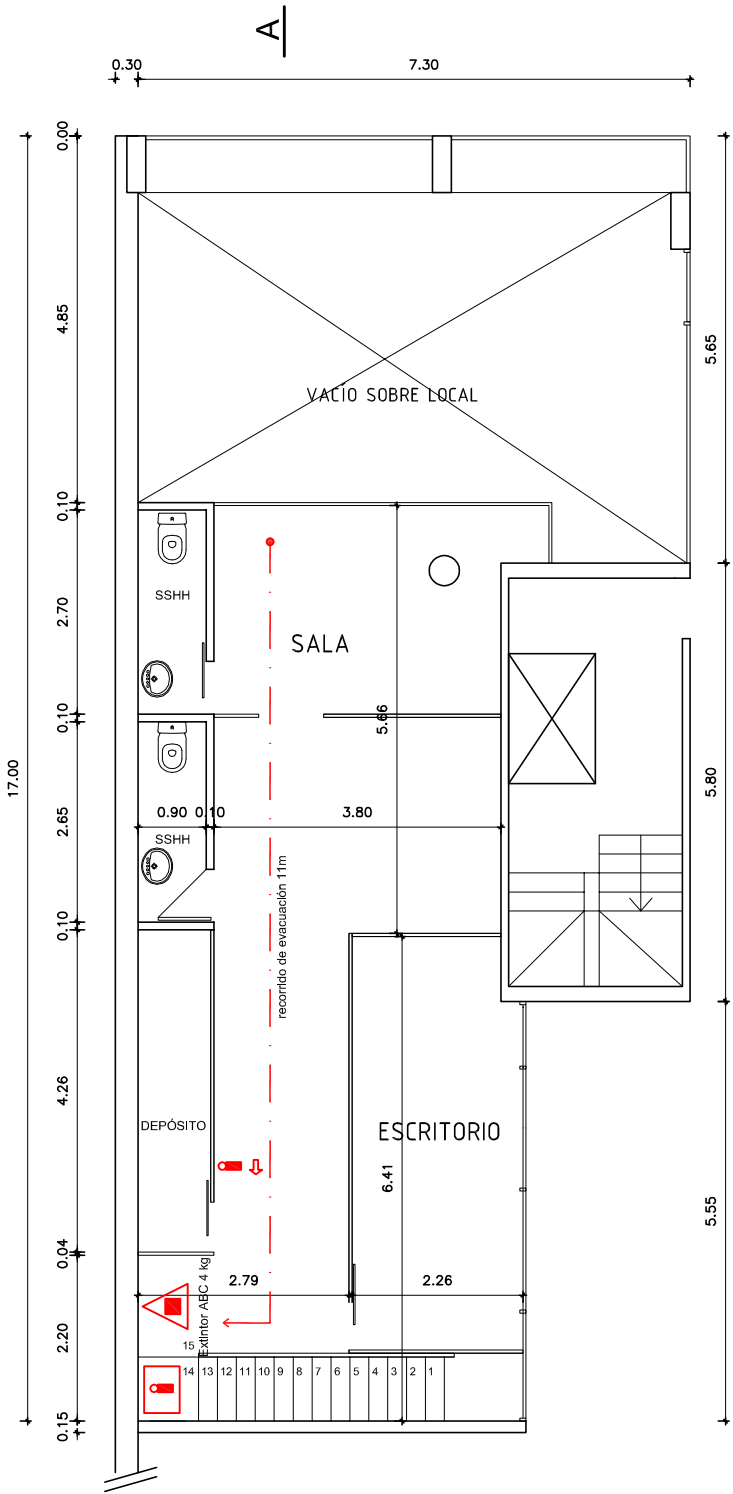 A
0.30
7.30
0.00
4.85
0.10
2.70
0.10
2.65
0.10
4.26
0.04
2.20
0.15
17.00
5.65
5.80
5.55
VACÍO SOBRE LOCAL
SSHH
SALA
5.66
0.90
0.10
3.80
SSHH
recorrido de evacuación 11m
DEPÓSITO
ESCRITORIO
6.41
2.79
2.26
Extintor ABC 4 kg
15
14 13 12 11 10 9 8 7 6 5 4 3 2 1